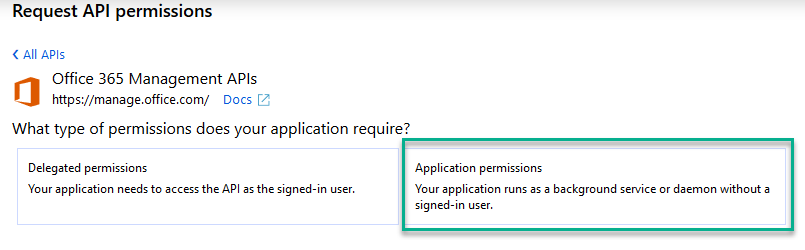 Request API permissions
All APIs
Office 365 Management APIs
https://manage.office.com/ Docs
What type of permissions does your application require?
Delegated permissions
Your application needs to access the API as the signed-in user.
Application permissions
Your application runs as a background service or daemon without a
signed-in user.